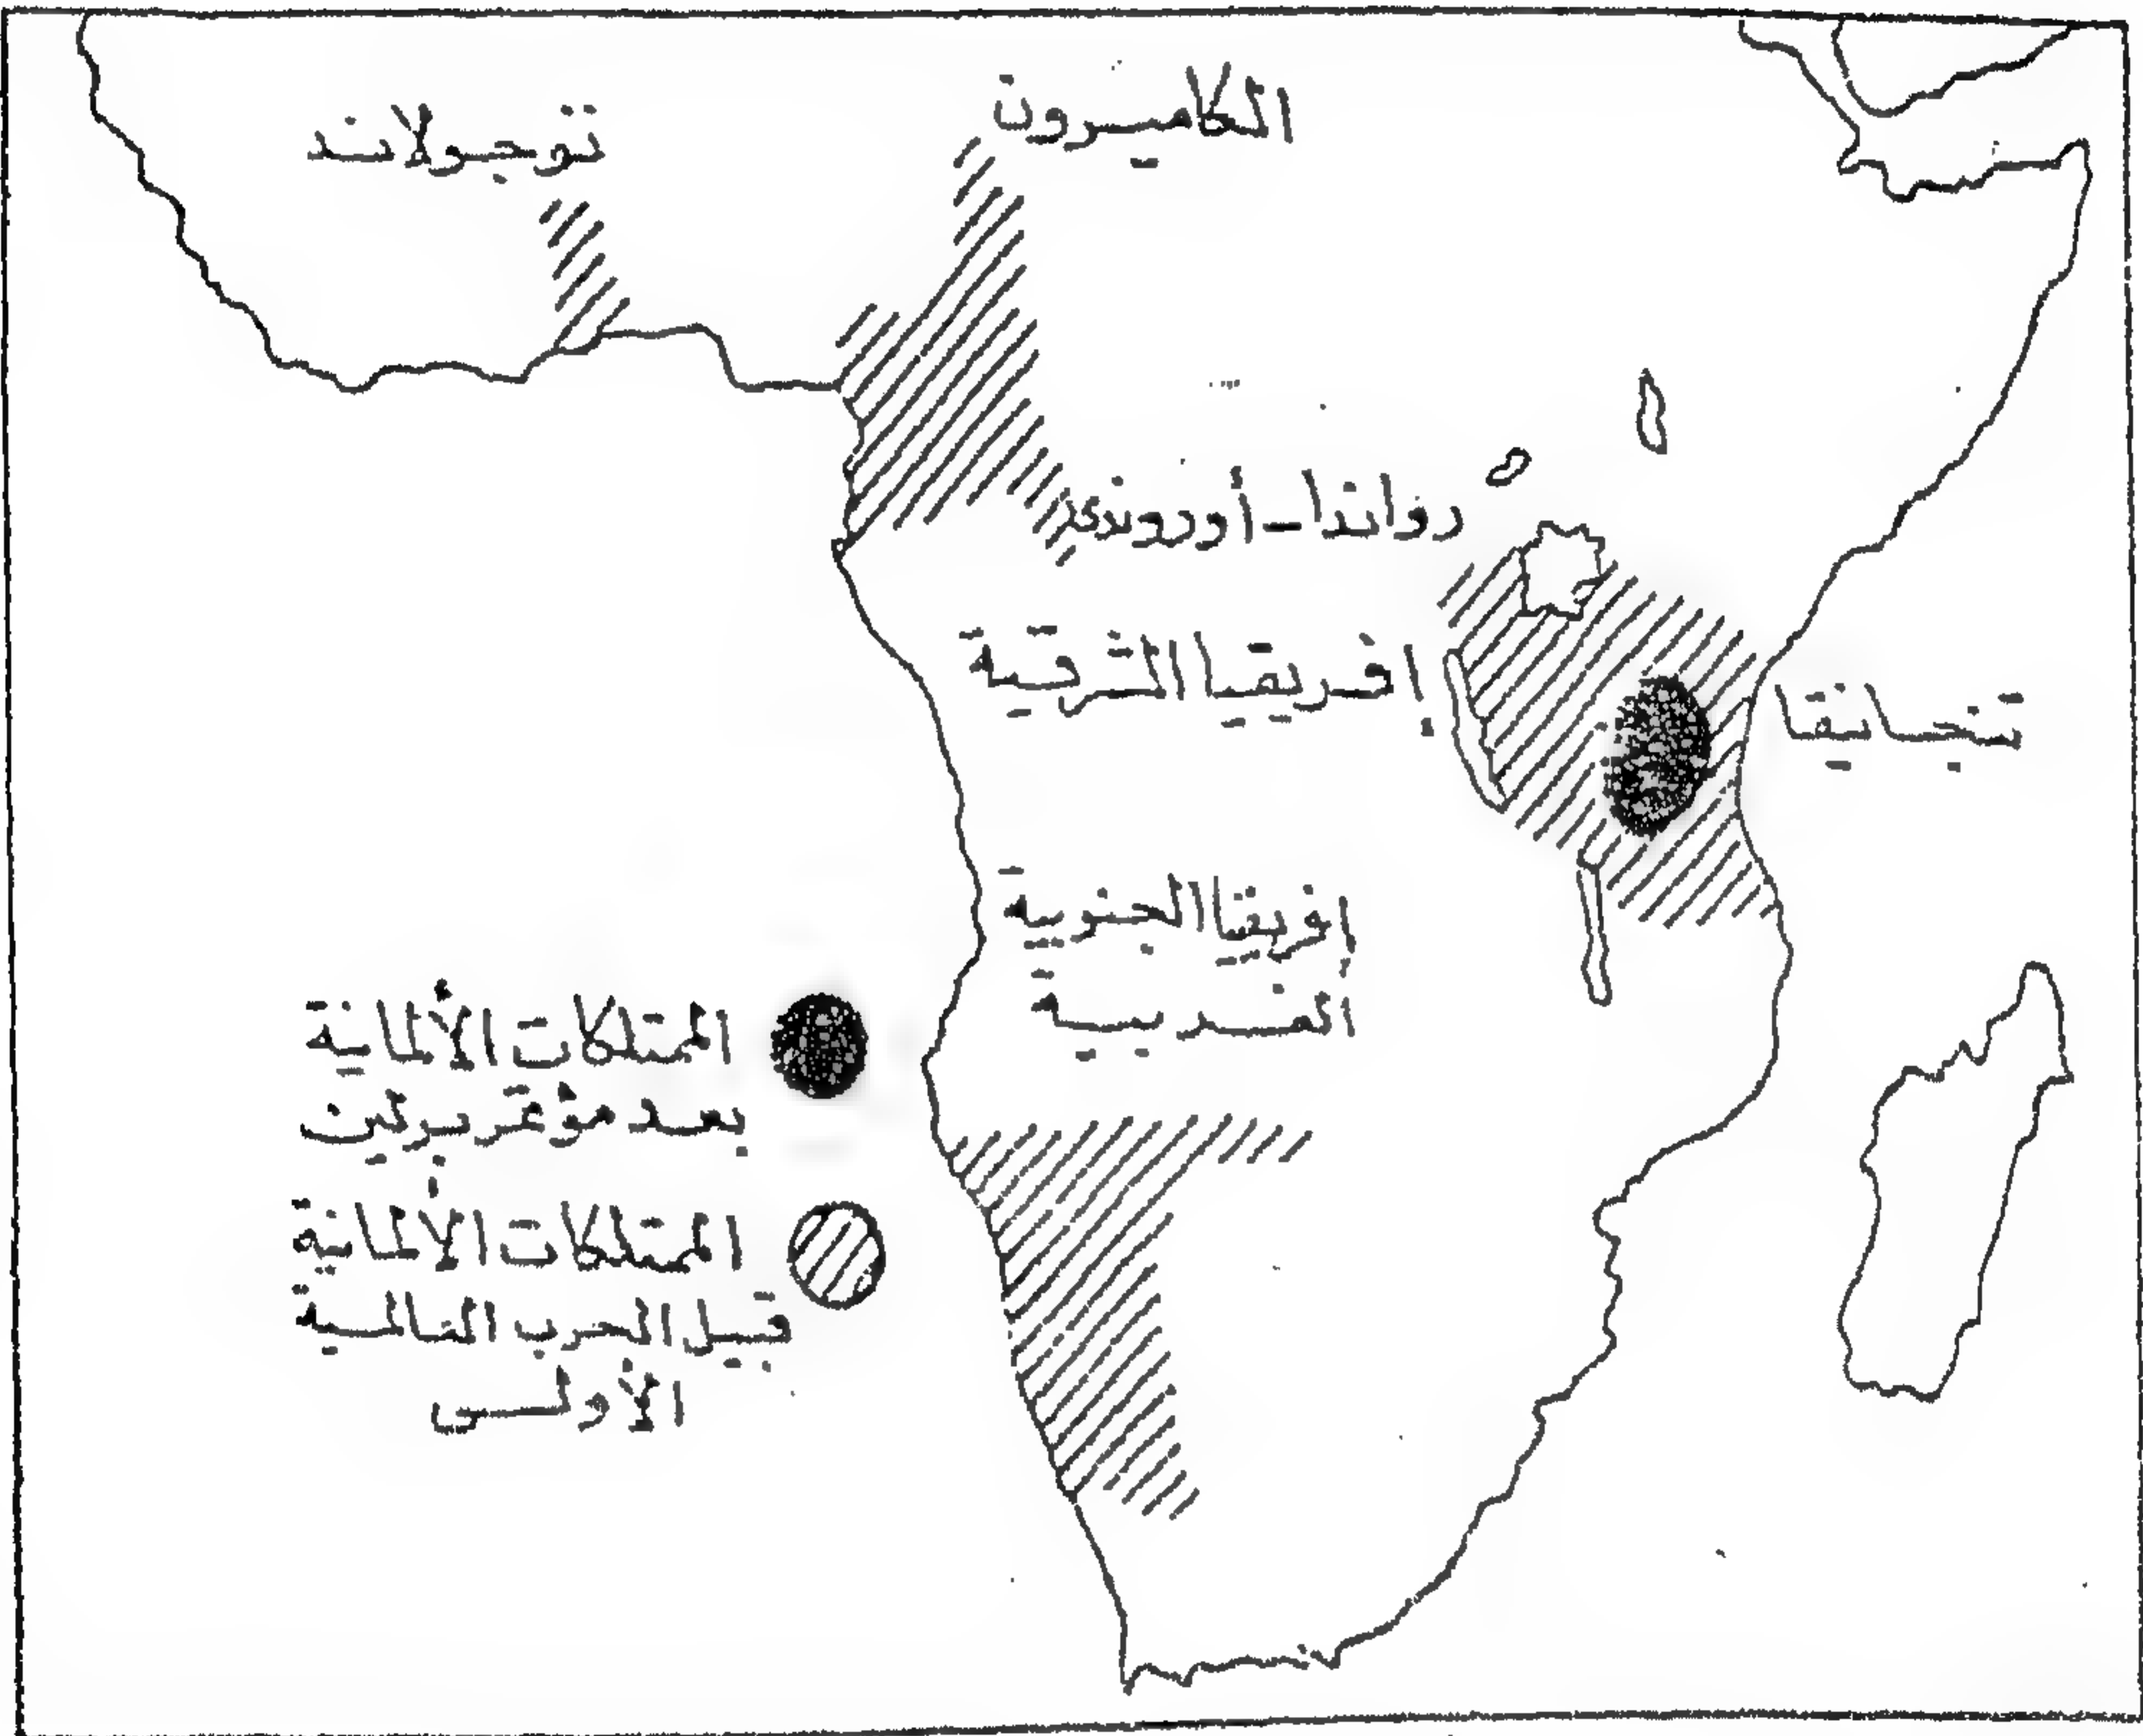 الكاميرون
توجولاند
رواندا - أوروندي
إفريقيا الشرقية
تنجانيقا
إفريقيا الجنوبية
الغربية
الممتلكات الألمانية
بعد مؤتمر برلين
الممتلكات الألمانية
قبيل الحرب العالمية
الأولى